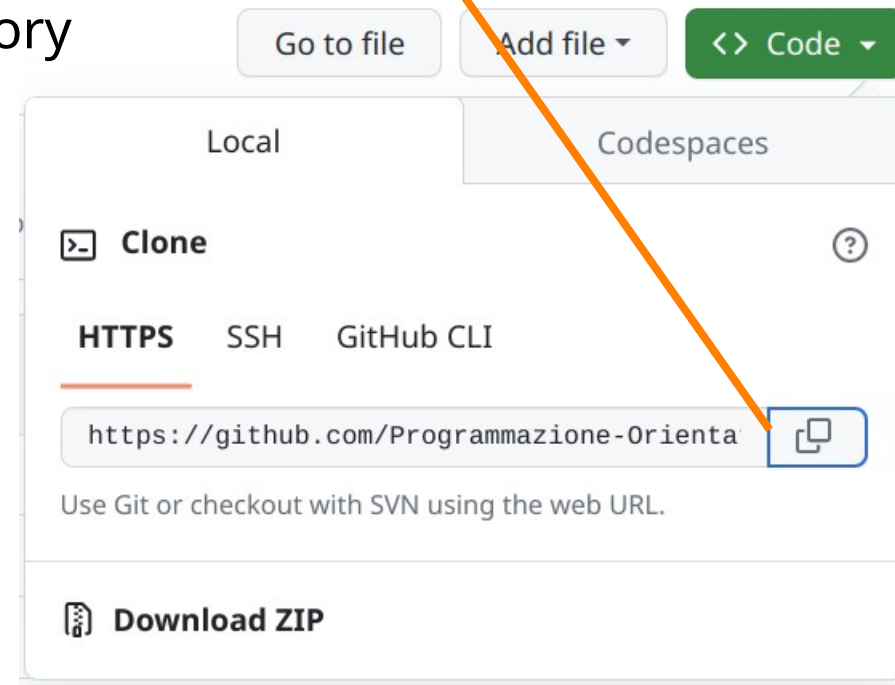 ory
Go to file Add file <> Code
Local Codespaces
Clone
HTTPS SSH GitHub CLI
https://github.com/Programmazione-Orienta
Use Git or checkout with SVN using the web URL.
Download ZIP